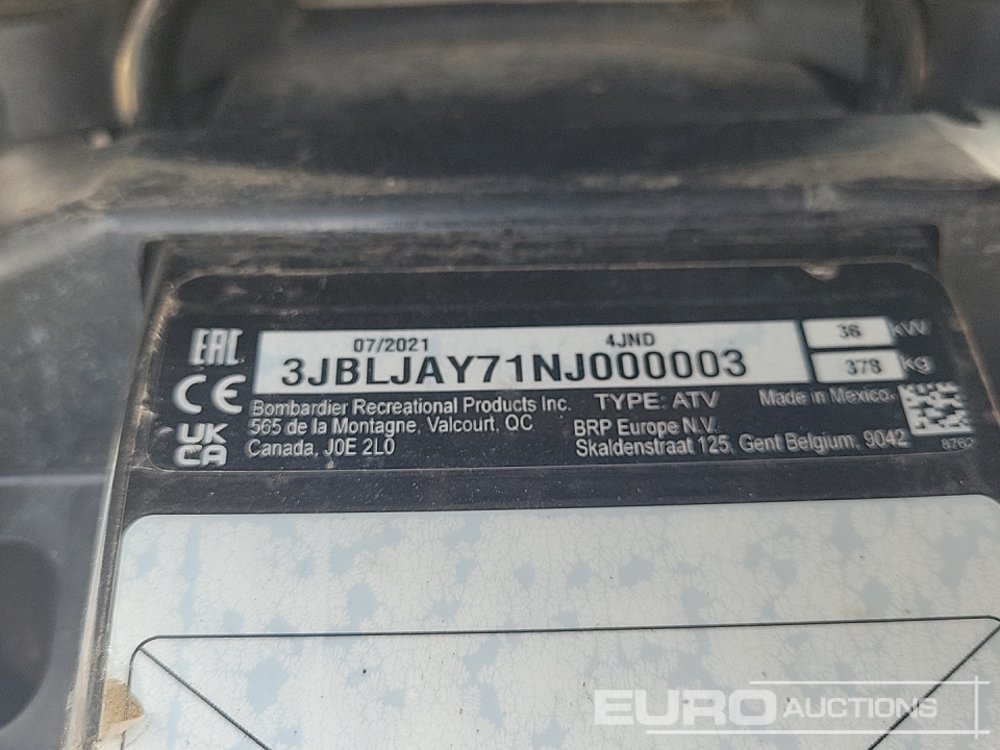 EAC
CE
UK
CA
07/2021 4JND
3JBLJAY71NJ000003
36 kW
378 kg
Bombardier Recreational Products Inc. TYPE: ATV Made in Mexico
565 de la Montagne, Valcourt, QC BRP Europe N.V.
Canada, J0E 2L0 Skaldenstraat 125, Gent Belgium, 9042
8762
EURO AUCTIONS